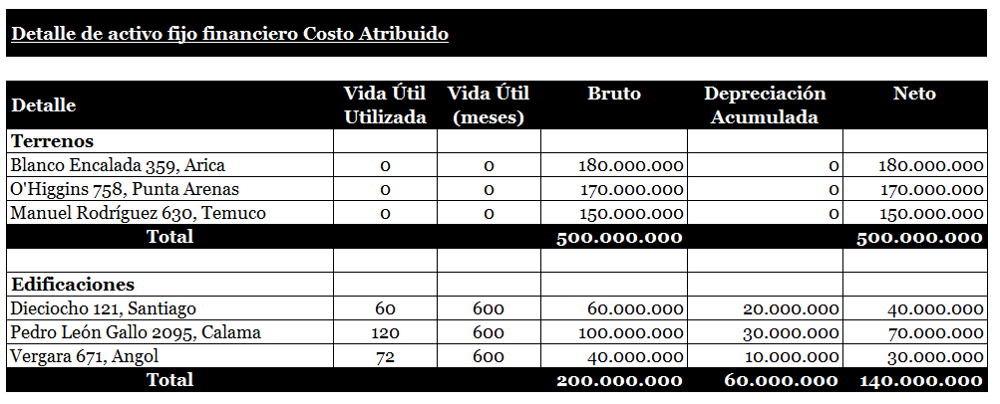 Detalle de activo fijo financiero Costo Atribuido
Detalle Vida Útil Utilizada Vida Útil (meses) Bruto Depreciación Acumulada Neto
Terrenos
Blanco Encalada 359, Arica 0 0 180.000.000 0 180.000.000
O'Higgins 758, Punta Arenas 0 0 170.000.000 0 170.000.000
Manuel Rodríguez 630, Temuco 0 0 150.000.000 0 150.000.000
Total 500.000.000 500.000.000
Edificaciones
Dieciocho 121, Santiago 60 600 60.000.000 20.000.000 40.000.000
Pedro León Gallo 2095, Calama 120 600 100.000.000 30.000.000 70.000.000
Vergara 671, Angol 72 600 40.000.000 10.000.000 30.000.000
Total 200.000.000 60.000.000 140.000.000